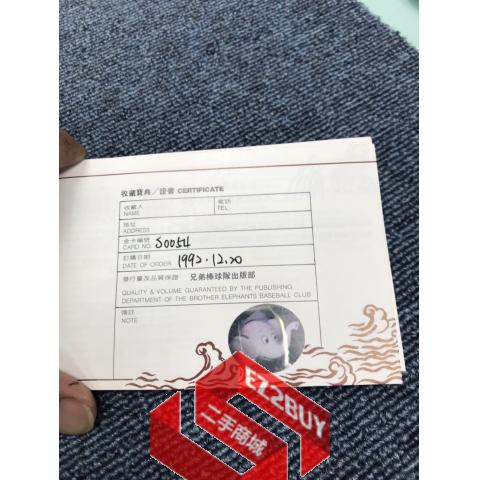 收藏寶典／證書 CERTIFICATE
收藏人 電話
NAME TEL
地址
ADDRESS
金卡編號
CARD NO. S0054
訂購日期
DATE OF ORDER 1992.12.20
發行量及品質保證 兄弟棒球隊出版部
QUALITY & VOLUME GUARANTEED BY THE PUBLISHING
DEPARTMENT OF THE BROTHER ELEPHANTS BASEBALL CLUB
備註
NOTE
EZ2BUY
二手商城